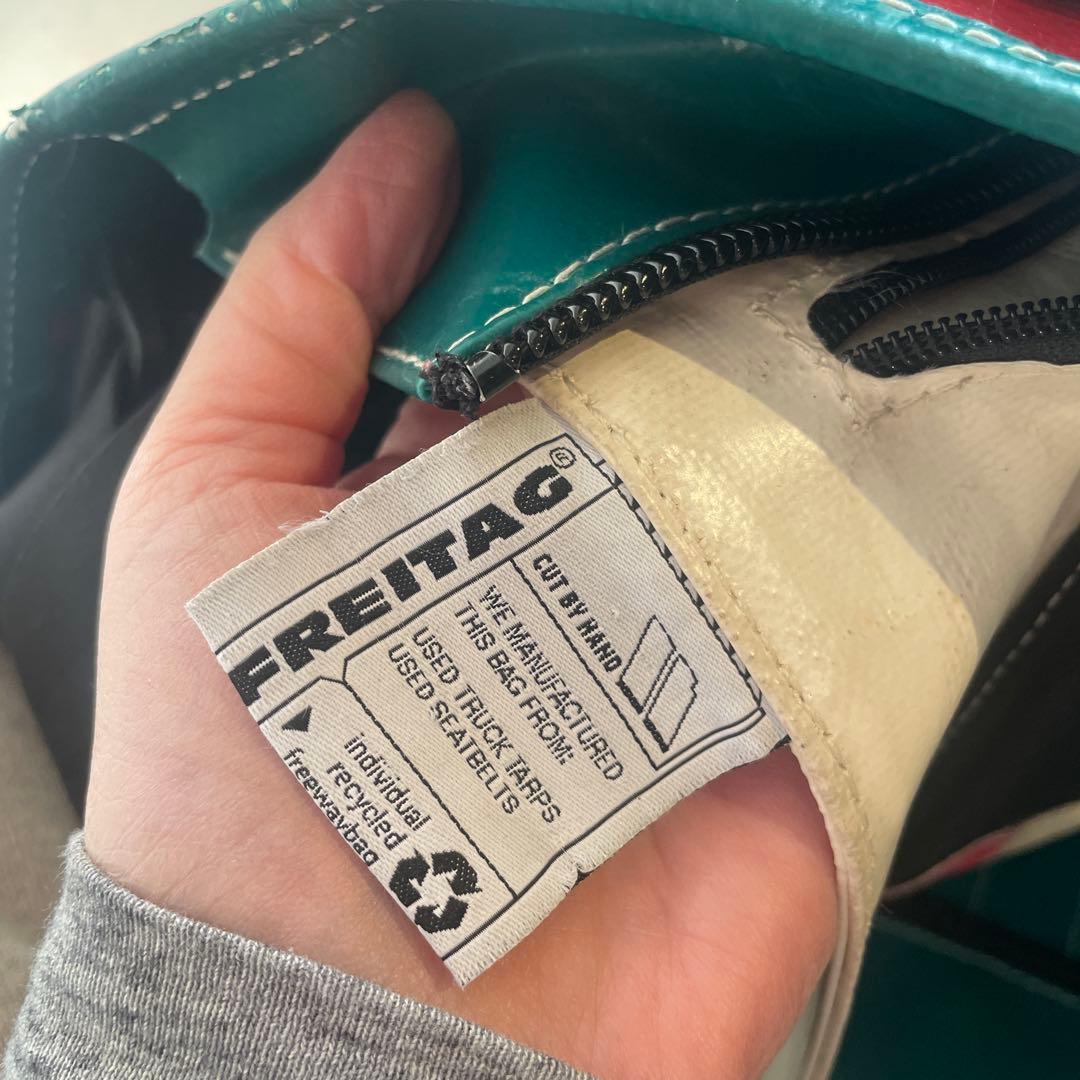 FREITAG®
CUT BY HAND
WE MANUFACTURED
THIS BAG FROM:
USED TRUCK TARPS
USED SEATBELTS
individual
recycled
freewaybag